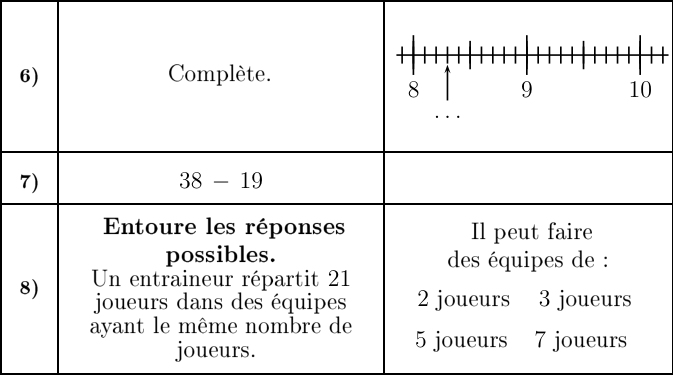 6)
Complète.
8 9 10
...
7)
38 − 19
8)
Entoure les réponses
possibles.
Un entraineur répartit 21
joueurs dans des équipes
ayant le même nombre de
joueurs.
Il peut faire
des équipes de :
2 joueurs 3 joueurs
5 joueurs 7 joueurs